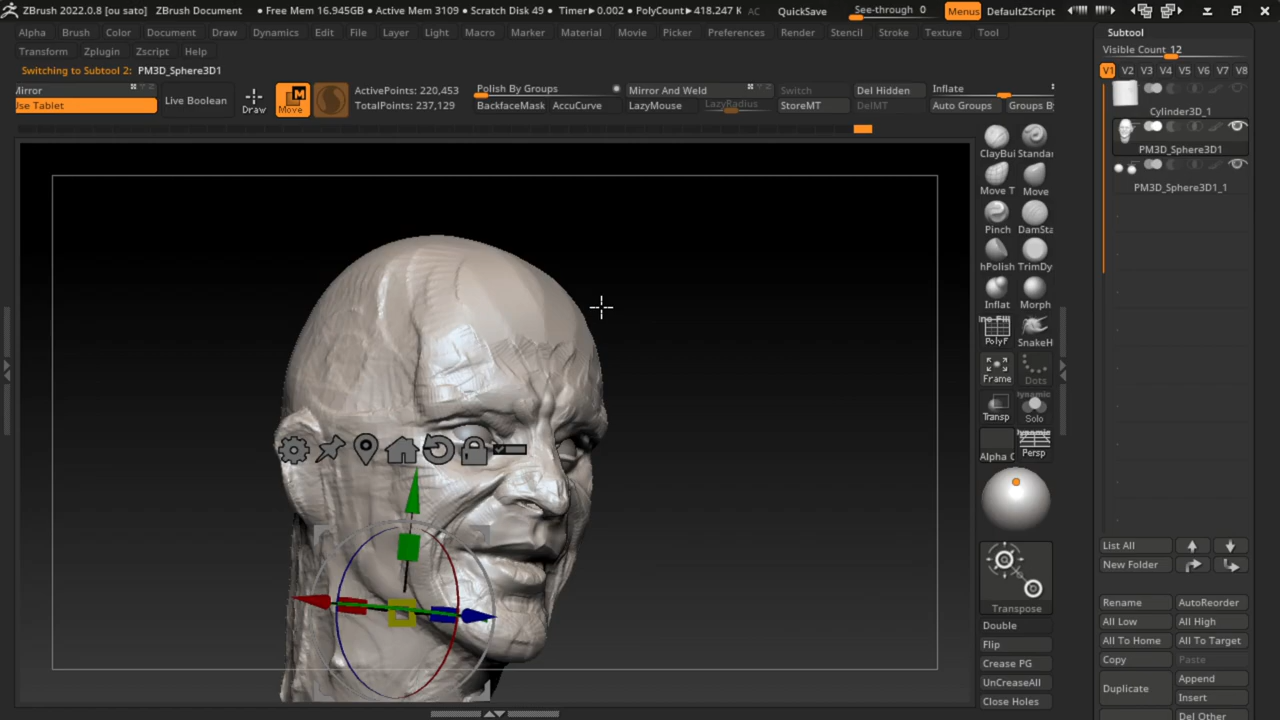 ZBrush 2022.0.8 [ou sato] ZBrush Document • Free Mem 16.945GB • Active Mem 3109 • Scratch Disk 49 • Timer▸0.002 • PolyCount▸418.247 K AC QuickSave See-through 0 Menus DefaultZScript
Alpha Brush Color Document Draw Dynamics Edit File Layer Light Macro Marker Material Movie Picker Preferences Render Stencil Stroke Texture Tool
Transform Zplugin Zscript Help
Switching to Subtool 2: PM3D_Sphere3D1
Mirror
Use Tablet
Live Boolean
Draw
Move
ActivePoints: 220,453
TotalPoints: 237,129
Polish By Groups
BackfaceMask AccuCurve
Mirror And Weld
LazyMouse LazyRadius
Switch
StoreMT
Del Hidden
DelMT
Inflate
Auto Groups Groups By
ClayBui Standar
Move T Move
Pinch DamSta
hPolish TrimDy
Inflat Morph
Line Fill
PolyF SnakeH
Frame Dots
Dynamic
Transp Solo
Dynamic
Alpha O Persp
Transpose
Double
Flip
Crease PG
UnCreaseAll
Close Holes
Subtool
Visible Count 12
V1 V2 V3 V4 V5 V6 V7 V8
Cylinder3D_1
PM3D_Sphere3D1
PM3D_Sphere3D1_1
List All
New Folder
Rename AutoReorder
All Low All High
All To Home All To Target
Copy Paste
Duplicate Append
Insert
Del Other